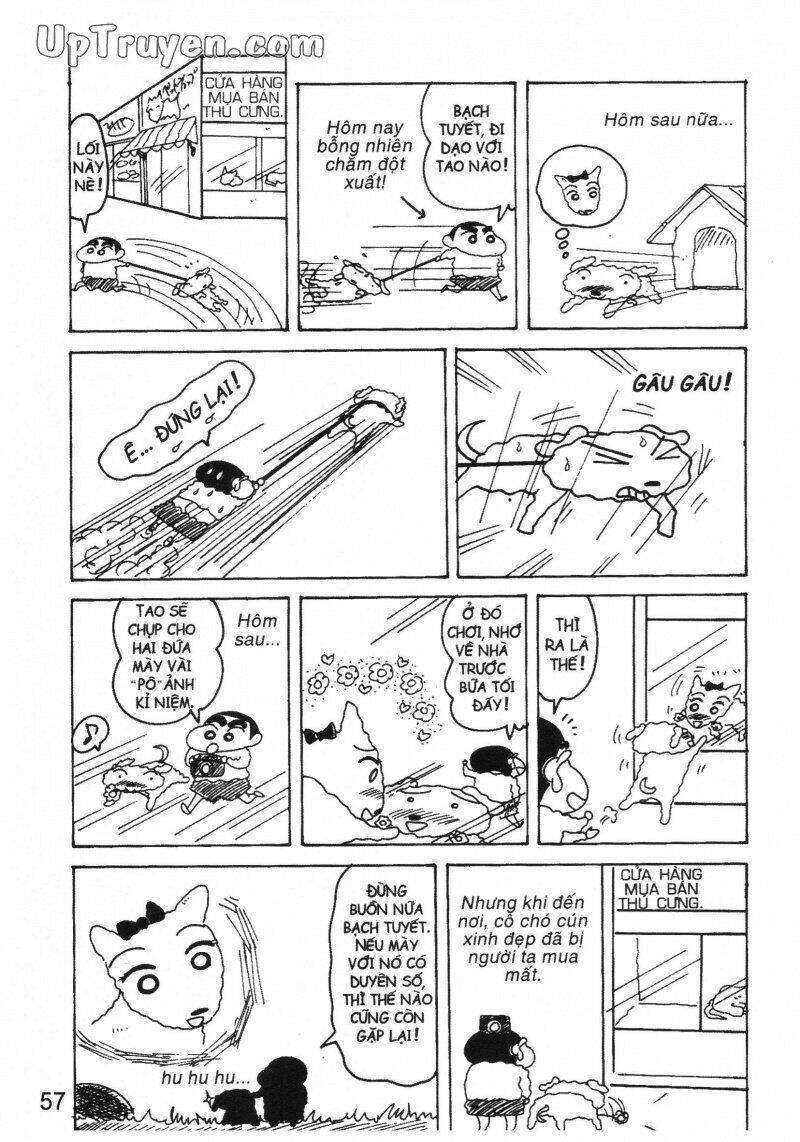 UpTruyen.com
Hôm sau nữa...
BẠCH
TUYẾT, ĐI
DẠO VỚI
TAO NÀO!
Hôm nay
bỗng nhiên
chăm đột
xuất!
CỬA HÀNG
MUA BÁN
THÚ CƯNG.
LỐI
NÀY
NÈ!
GÂU GÂU!
Ê... ĐỨNG LẠI!
THÌ
RA LÀ
THẾ!
Ở ĐÓ
CHƠI, NHỚ
VỀ NHÀ
TRƯỚC
BỮA TỐI
ĐẤY!
Hôm
sau...
TAO SẼ
CHỤP CHO
HAI ĐỨA
MÀY VÀI
"PÔ" ẢNH
KỈ NIỆM.
CỬA HÀNG
MUA BÁN
THÚ CƯNG.
Nhưng khi đến
nơi, cô chó cún
xinh đẹp đã bị
người ta mua
mất.
ĐỪNG
BUỒN NỮA
BẠCH TUYẾT.
NẾU MÀY
VỚI NÓ CÓ
DUYÊN SỐ,
THÌ THẾ NÀO
CŨNG CÒN
GẶP LẠI!
hu hu hu...
57